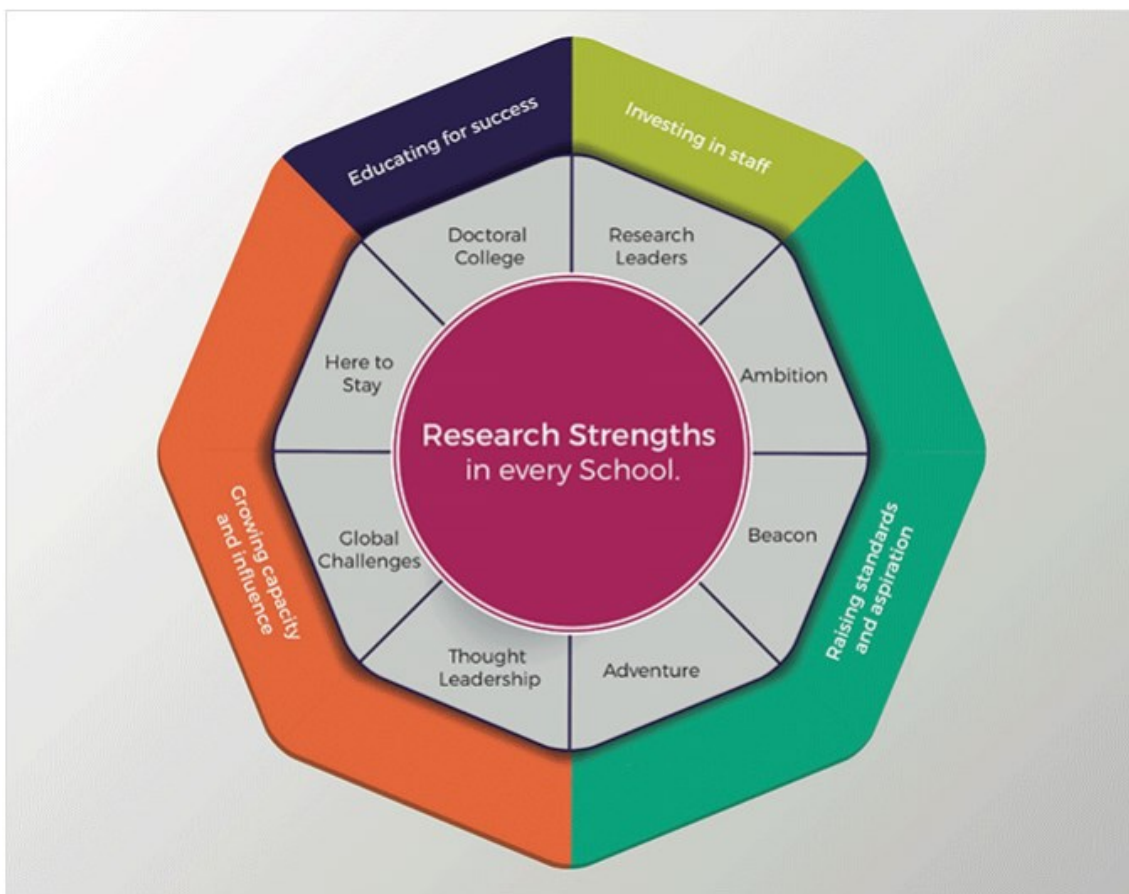 Educating for success
Investing in staff
Doctoral
College
Research
Leaders
Here to
Stay
Ambition
Research Strengths
in every School.
Global
Challenges
Beacon
Growing capacity
and influence
Raising standards
and aspiration
Thought
Leadership
Adventure